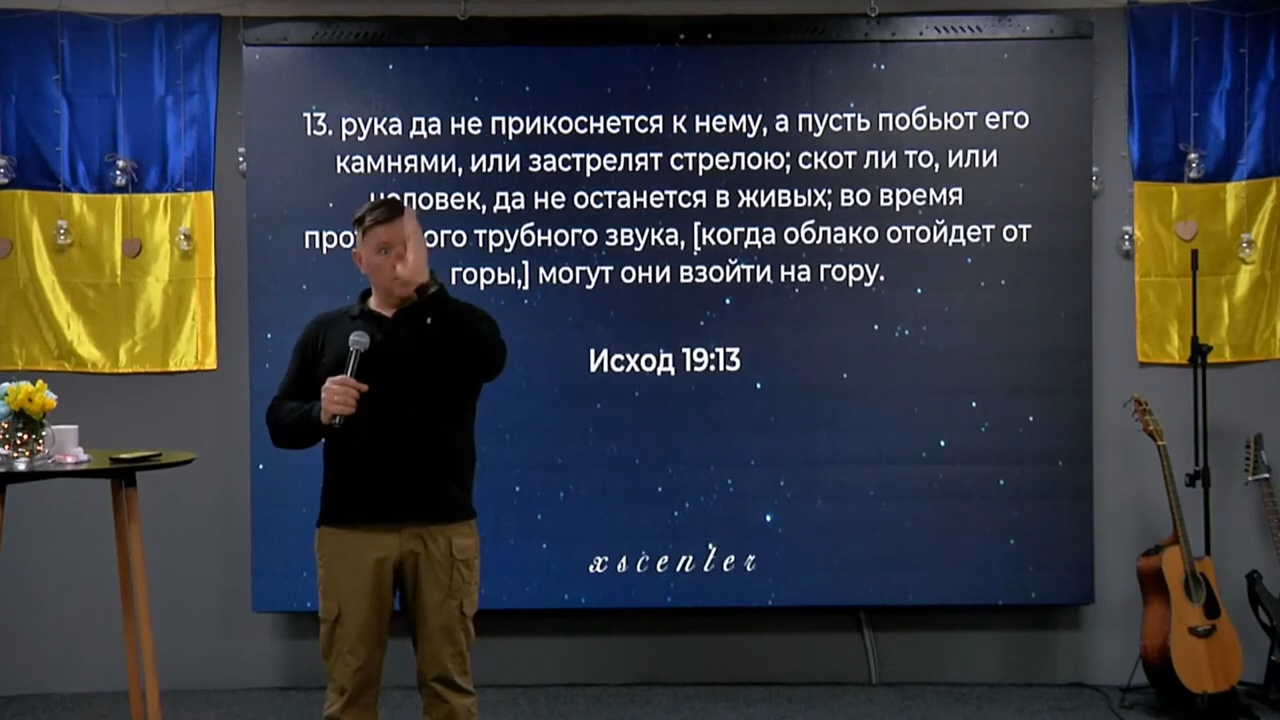 13. рука да не прикоснется к нему, а пусть побьют его
камнями, или застрелят стрелою; скот ли то, или
да не останется в живых; во время
трубного звука, [когда облако отойдет от
горы,] могут они взойти на гору.
Исход 19:13
xscenter